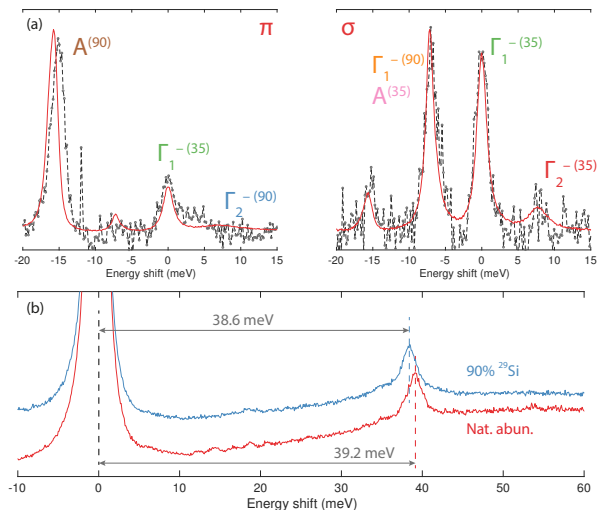 (a)
A(90)
π
Γ1 –(35)
Γ2 –(90)
-20 -15 -10 -5 0 5 10 15
Energy shift (meV)
σ
Γ1 –(90)
A(35)
Γ1 –(35)
Γ2 –(35)
-20 -15 -10 -5 0 5 10 15
Energy shift (meV)
(b)
38.6 meV
90% 29Si
Nat. abun.
39.2 meV
-10 0 10 20 30 40 50 60
Energy shift (meV)